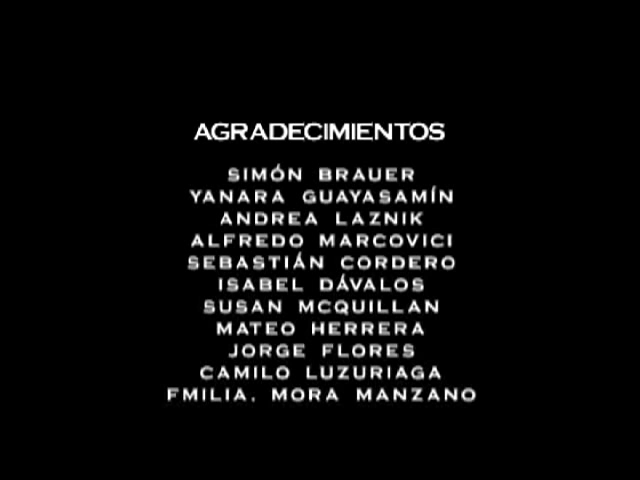 AGRADECIMIENTOS
SIMÓN BRAUER
YANARA GUAYASAMÍN
ANDREA LAZNIK
ALFREDO MARCOVICI
SEBASTIÁN CORDERO
ISABEL DÁVALOS
SUSAN MCQUILLAN
MATEO HERRERA
JORGE FLORES
CAMILO LUZURIAGA
FMILIA. MORA MANZANO